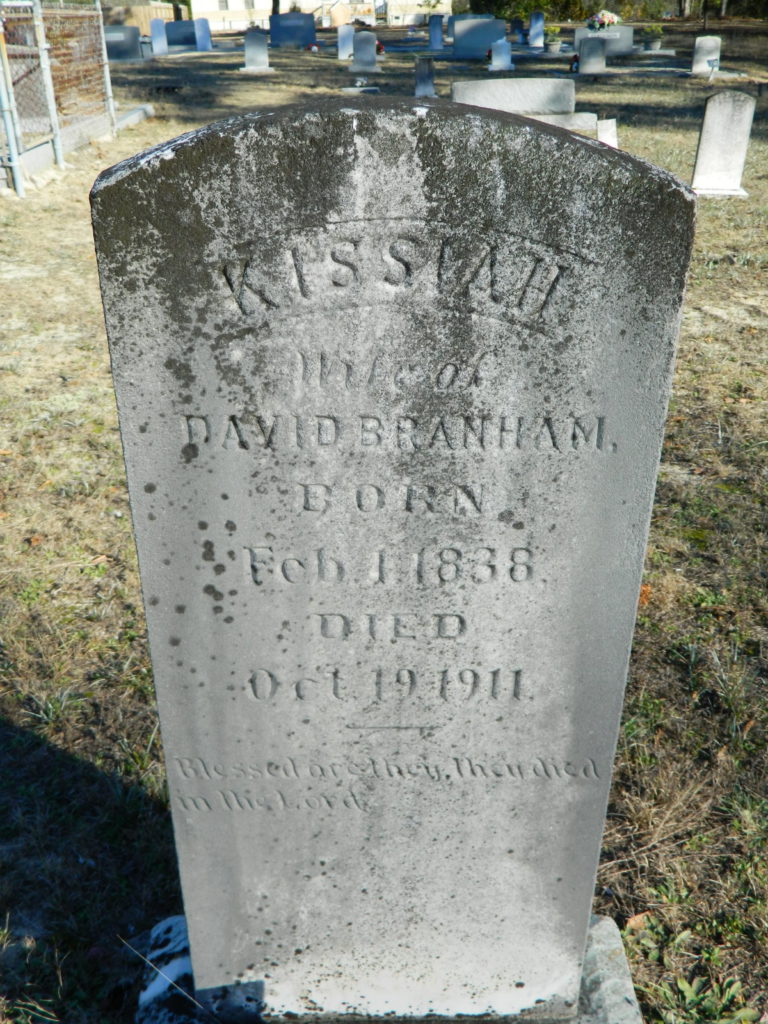 KISSIAH
Wife of
DAVID BRANHAM.
BORN
Feb. 1. 1838.
DIED
Oct. 19. 1911.
Blessed are they, they died
in the Lord.